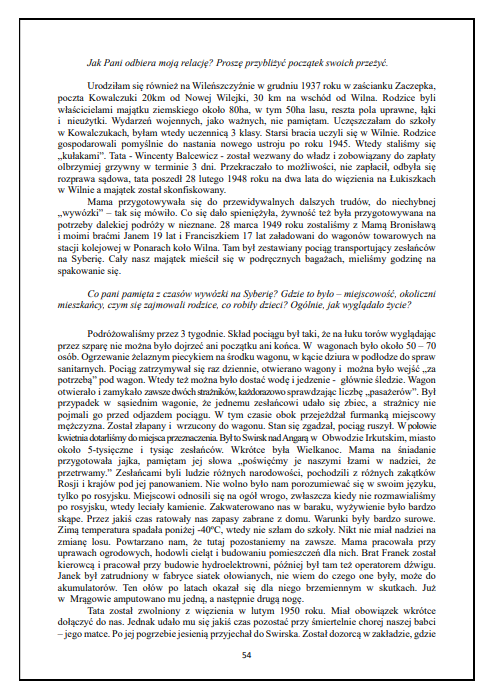 Jak Pani odbiera moją relację? Proszę przybliżyć początek swoich przeżyć.
Urodziłam się również na Wileńszczyźnie w grudniu 1937 roku w zaścianku Zaczepka,
poczta Kowalczuki 20km od Nowej Wilejki, 30 km na wschód od Wilna. Rodzice byli
właścicielami majątku ziemskiego około 80ha, w tym 50ha lasu, reszta pola uprawne, łąki
i nieużytki. Wydarzeń wojennych, jako ważnych, nie pamiętam. Uczęszczałam do szkoły
w Kowalczukach, byłam wtedy uczennicą 3 klasy. Starsi bracia uczyli się w Wilnie. Rodzice
gospodarowali pomyślnie do nastania nowego ustroju po roku 1945. Wtedy staliśmy się
„kułakami”. Tata - Wincenty Balcewicz - został wezwany do władz i zobowiązany do zapłaty
olbrzymiej grzywny w terminie 3 dni. Przekraczało to możliwości, nie zapłacił, odbyła się
rozprawa sądowa, tata poszedł 28 lutego 1948 roku na dwa lata do więzienia na Łukiszkach
w Wilnie a majątek został skonfiskowany.
Mama przygotowywała się do przewidywalnych dalszych trudów, do niechybnej
„wywózki” – tak się mówiło. Co się dało spieniężyła, żywność też była przygotowywana na
potrzeby dalekiej podróży w nieznane. 28 marca 1949 roku zostaliśmy z Mamą Bronisławą
i moimi braćmi Janem 19 lat i Franciszkiem 17 lat załadowani do wagonów towarowych na
stacji kolejowej w Ponarach koło Wilna. Tam był zestawiany pociąg transportujący zesłańców
na Syberię. Cały nasz majątek mieścił się w podręcznych bagażach, mieliśmy godzinę na
spakowanie się.
Co pani pamięta z czasów wywózki na Syberię? Gdzie to było – miejscowość, okoliczni
mieszkańcy, czym się zajmowali rodzice, co robiły dzieci? Ogólnie, jak wyglądało życie?
Podróżowaliśmy przez 3 tygodnie. Skład pociągu był taki, że na łuku torów wyglądając
przez szparę nie można było dojrzeć ani początku ani końca. W wagonach było około 50 – 70
osób. Ogrzewanie żelaznym piecykiem na środku wagonu, w kącie dziura w podłodze do spraw
sanitarnych. Pociąg zatrzymywał się raz dziennie, otwierano wagony i można było wejść „za
potrzebą” pod wagon. Wtedy też można było dostać wodę i jedzenie - głównie śledzie. Wagon
otwierało i zamykało zawsze dwóch strażników, każdorazowo sprawdzając liczbę „pasażerów”. Był
przypadek w sąsiednim wagonie, że jednemu zesłańcowi udało się zbiec, a strażnicy nie
pojmali go przed odjazdem pociągu. W tym czasie obok przejeżdżał furmanką miejscowy
mężczyzna. Został złapany i wrzucony do wagonu. Stan się zgadzał, pociąg ruszył. W połowie
kwietnia dotarliśmy do miejsca przeznaczenia. Był to Swirsk nad Angarą w Obwodzie Irkutskim, miasto
około 5-tysięczne i tysiąc zesłańców. Wkrótce była Wielkanoc. Mama na śniadanie
przygotowała jajka, pamiętam jej słowa „poświęćmy je naszymi łzami w nadziei, że
przetrwamy.” Zesłańcami byli ludzie różnych narodowości, pochodzili z różnych zakątków
Rosji i krajów pod jej panowaniem. Nie wolno było nam porozumiewać się w swoim języku,
tylko po rosyjsku. Miejscowi odnosili się na ogół wrogo, zwłaszcza kiedy nie rozmawialiśmy
po rosyjsku, wtedy leciały kamienie. Zakwaterowano nas w baraku, wyżywienie było bardzo
skąpe. Przez jakiś czas ratowały nas zapasy zabrane z domu. Warunki były bardzo surowe.
Zimą temperatura spadała poniżej -40ºC, wtedy nie szłam do szkoły. Nikt nie miał nadziei na
zmianę losu. Powtarzano nam, że tutaj pozostaniemy na zawsze. Mama pracowała przy
uprawach ogrodowych, hodowli cieląt i budowaniu pomieszczeń dla nich. Brat Franek został
kierowcą i pracował przy budowie hydroelektrowni, później był tam też operatorem dźwigu.
Janek był zatrudniony w fabryce siatek ołowianych, nie wiem do czego one były, może do
akumulatorów. Ten ołów po latach okazał się dla niego brzemiennym w skutkach. Już
w Mrągowie amputowano mu jedną, a następnie drugą nogę.
Tata został zwolniony z więzienia w lutym 1950 roku. Miał obowiązek wkrótce
dołączyć do nas. Jednak udało mu się jakiś czas pozostać przy śmiertelnie chorej naszej babci
– jego matce. Po jej pogrzebie jesienią przyjechał do Swirska. Został dozorcą w zakładzie, gdzie
54